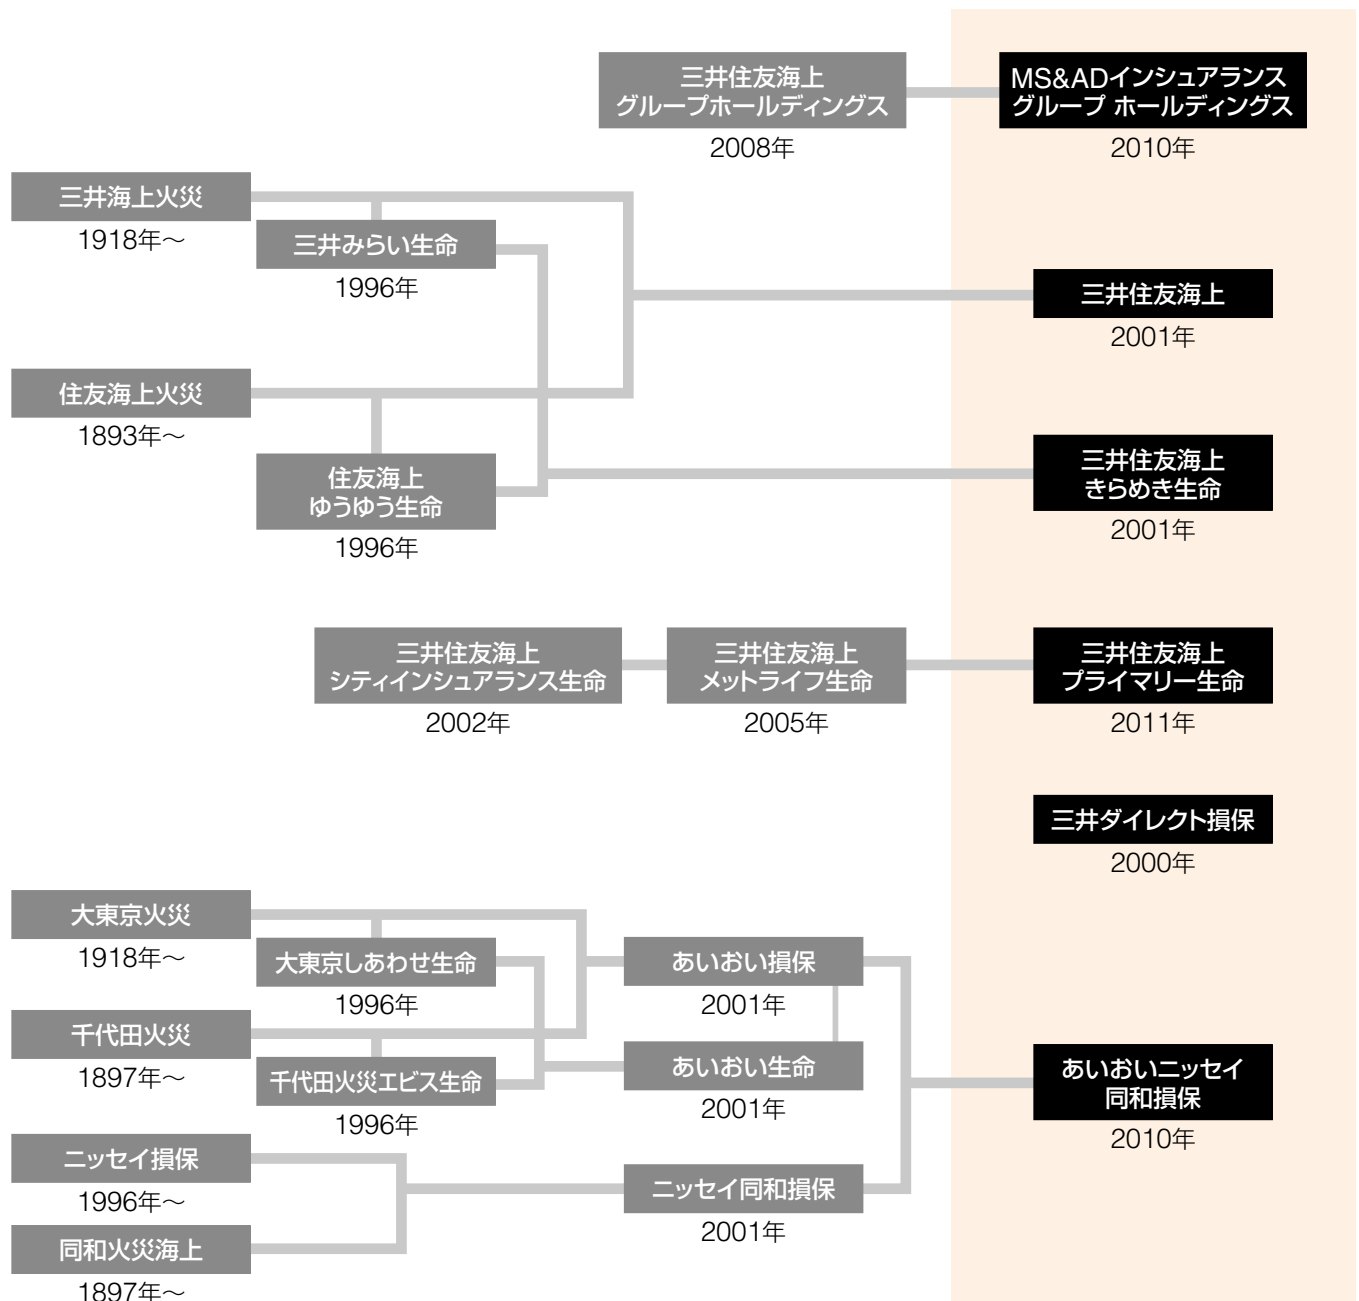 三井住友海上
グループホールディングス
2008年
MS&ADインシュアランス
グループ ホールディングス
2010年
三井海上火災
1918年～
三井みらい生命
1996年
三井住友海上
2001年
住友海上火災
1893年～
住友海上
ゆうゆう生命
1996年
三井住友海上
きらめき生命
2001年
三井住友海上
シティインシュアランス生命
2002年
三井住友海上
メットライフ生命
2005年
三井住友海上
プライマリー生命
2011年
三井ダイレクト損保
2000年
大東京火災
1918年～
大東京しあわせ生命
1996年
あいおい損保
2001年
千代田火災
1897年～
千代田火災エビス生命
1996年
あいおい生命
2001年
あいおいニッセイ
同和損保
2010年
ニッセイ損保
1996年～
ニッセイ同和損保
2001年
同和火災海上
1897年～